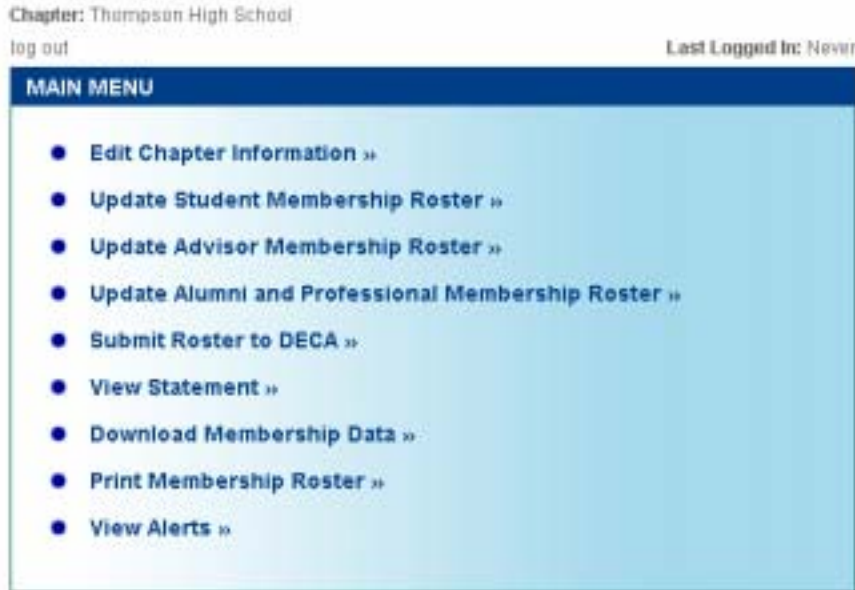 Chapter: Thompson High School
log out Last Logged In: Never
MAIN MENU
Edit Chapter Information »
Update Student Membership Roster »
Update Advisor Membership Roster »
Update Alumni and Professional Membership Roster »
Submit Roster to DECA »
View Statement »
Download Membership Data »
Print Membership Roster »
View Alerts »